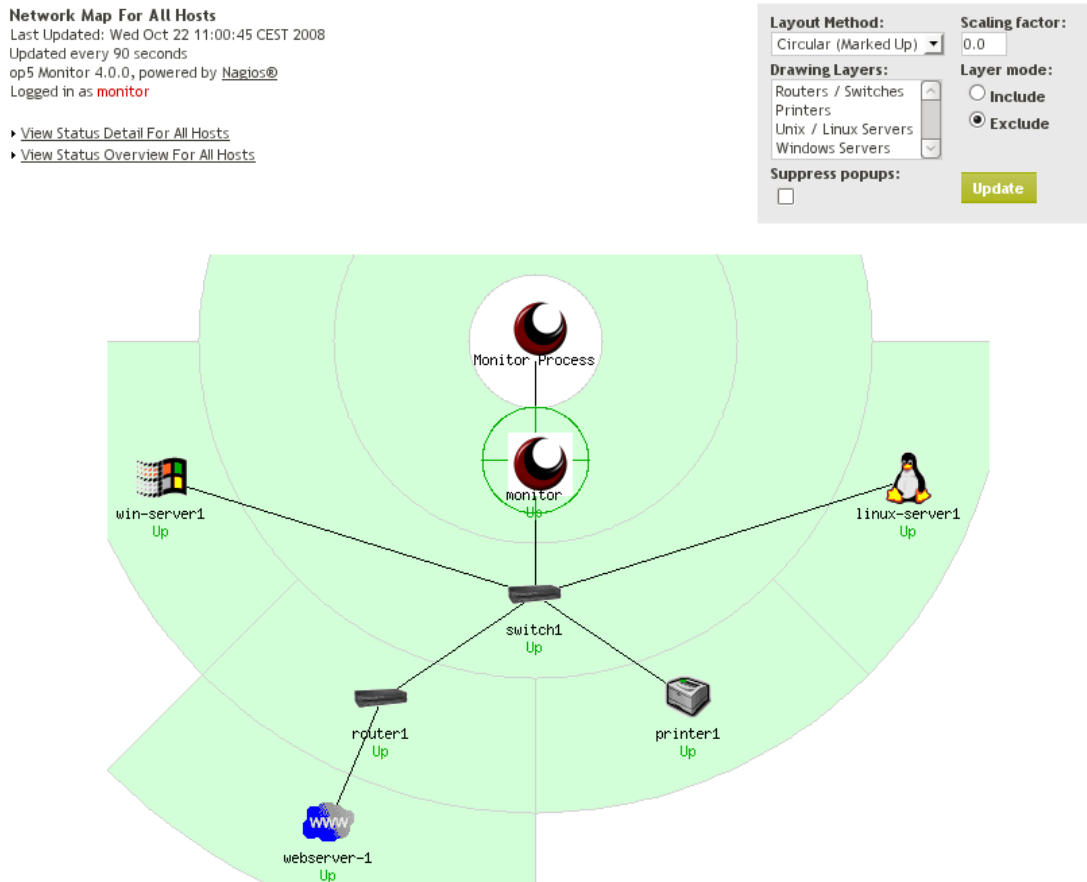 Network Map For All Hosts
Last Updated: Wed Oct 22 11:00:45 CEST 2008
Updated every 90 seconds
op5 Monitor 4.0.0, powered by Nagios®
Logged in as monitor
View Status Detail For All Hosts
View Status Overview For All Hosts
Layout Method:
Circular (Marked Up)
Scaling factor:
0.0
Drawing Layers:
Routers / Switches
Printers
Unix / Linux Servers
Windows Servers
Layer mode:
Include
Exclude
Suppress popups:
Update
Monitor Process
monitor
Up
win-server1
Up
linux-server1
Up
switch1
Up
router1
Up
printer1
Up
www
webserver-1
Up